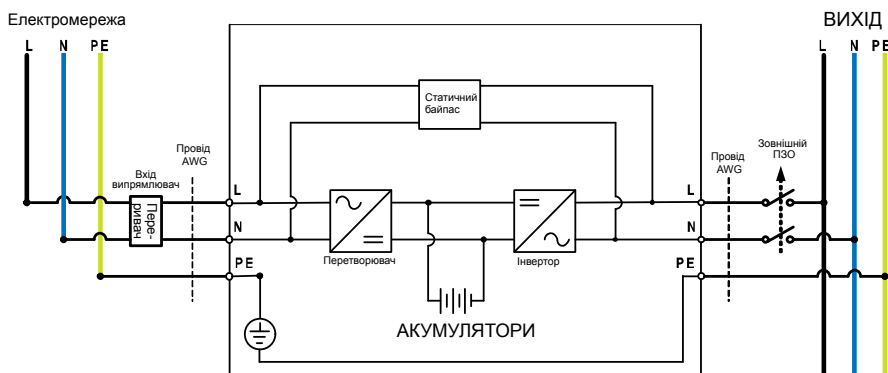 Електромережа
ВИХІД
L N PE
L N PE
Статичний
байпас
Провід
AWG
Вхід
випрямлювач
Пере-
ривач
Провід
AWG
Зовнішній
ПЗО
L
N
PE
L
N
PE
Перетворювач
Інвертор
АКУМУЛЯТОРИ